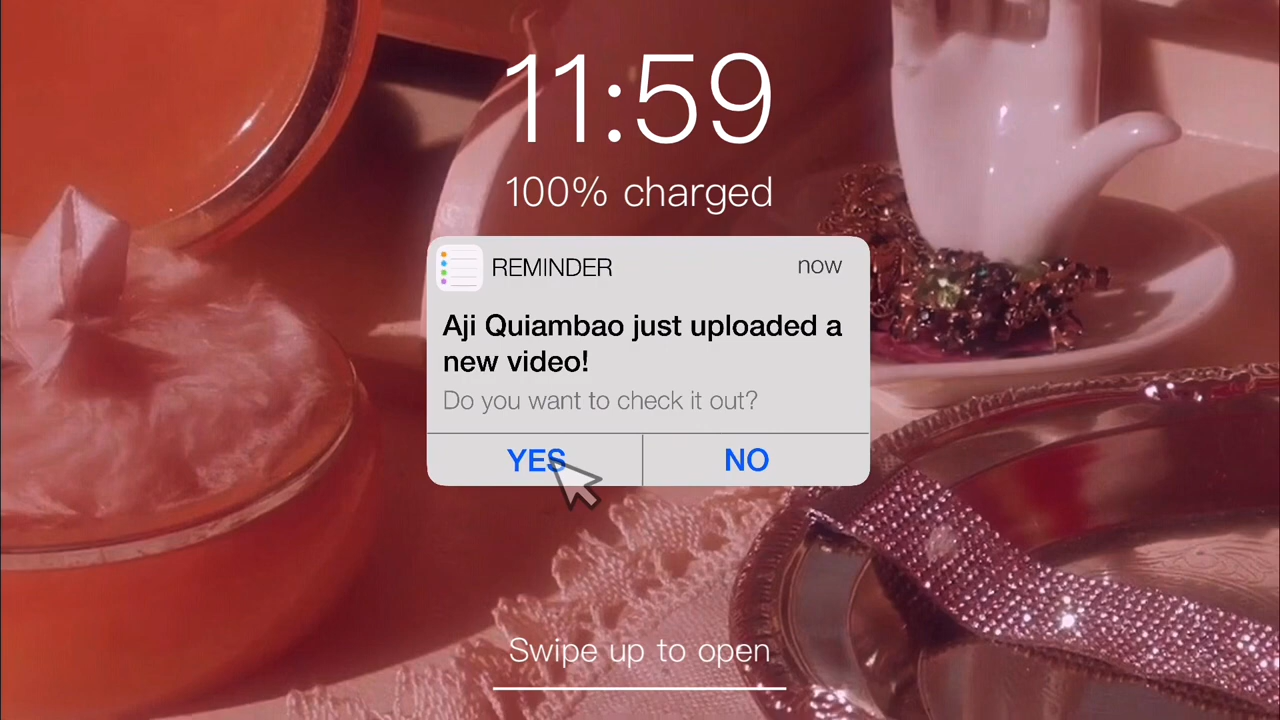 11:59
100% charged
REMINDER now
Aji Quiambao just uploaded a
new video!
Do you want to check it out?
YES NO
Swipe up to open